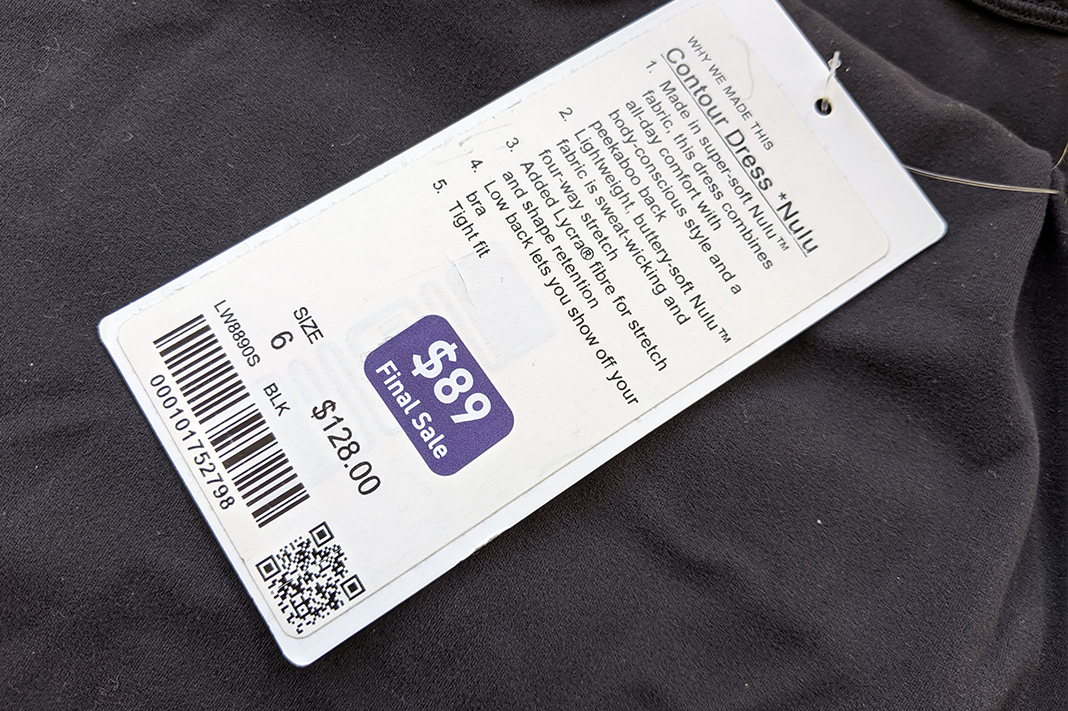 WHY WE MADE THIS
Contour Dress *Nulu
1. Made in super-soft Nulu™
fabric, this dress combines
all-day comfort with
body-conscious style and a
peekaboo back
2. Lightweight, buttery-soft Nulu™
fabric is sweat-wicking and
four-way stretch
3. Added Lycra® fibre for stretch
and shape retention
4. Low back lets you show off your
bra
5. Tight fit
$89
Final Sale
SIZE
6
$128.00
LW8890S BLK
000101752798